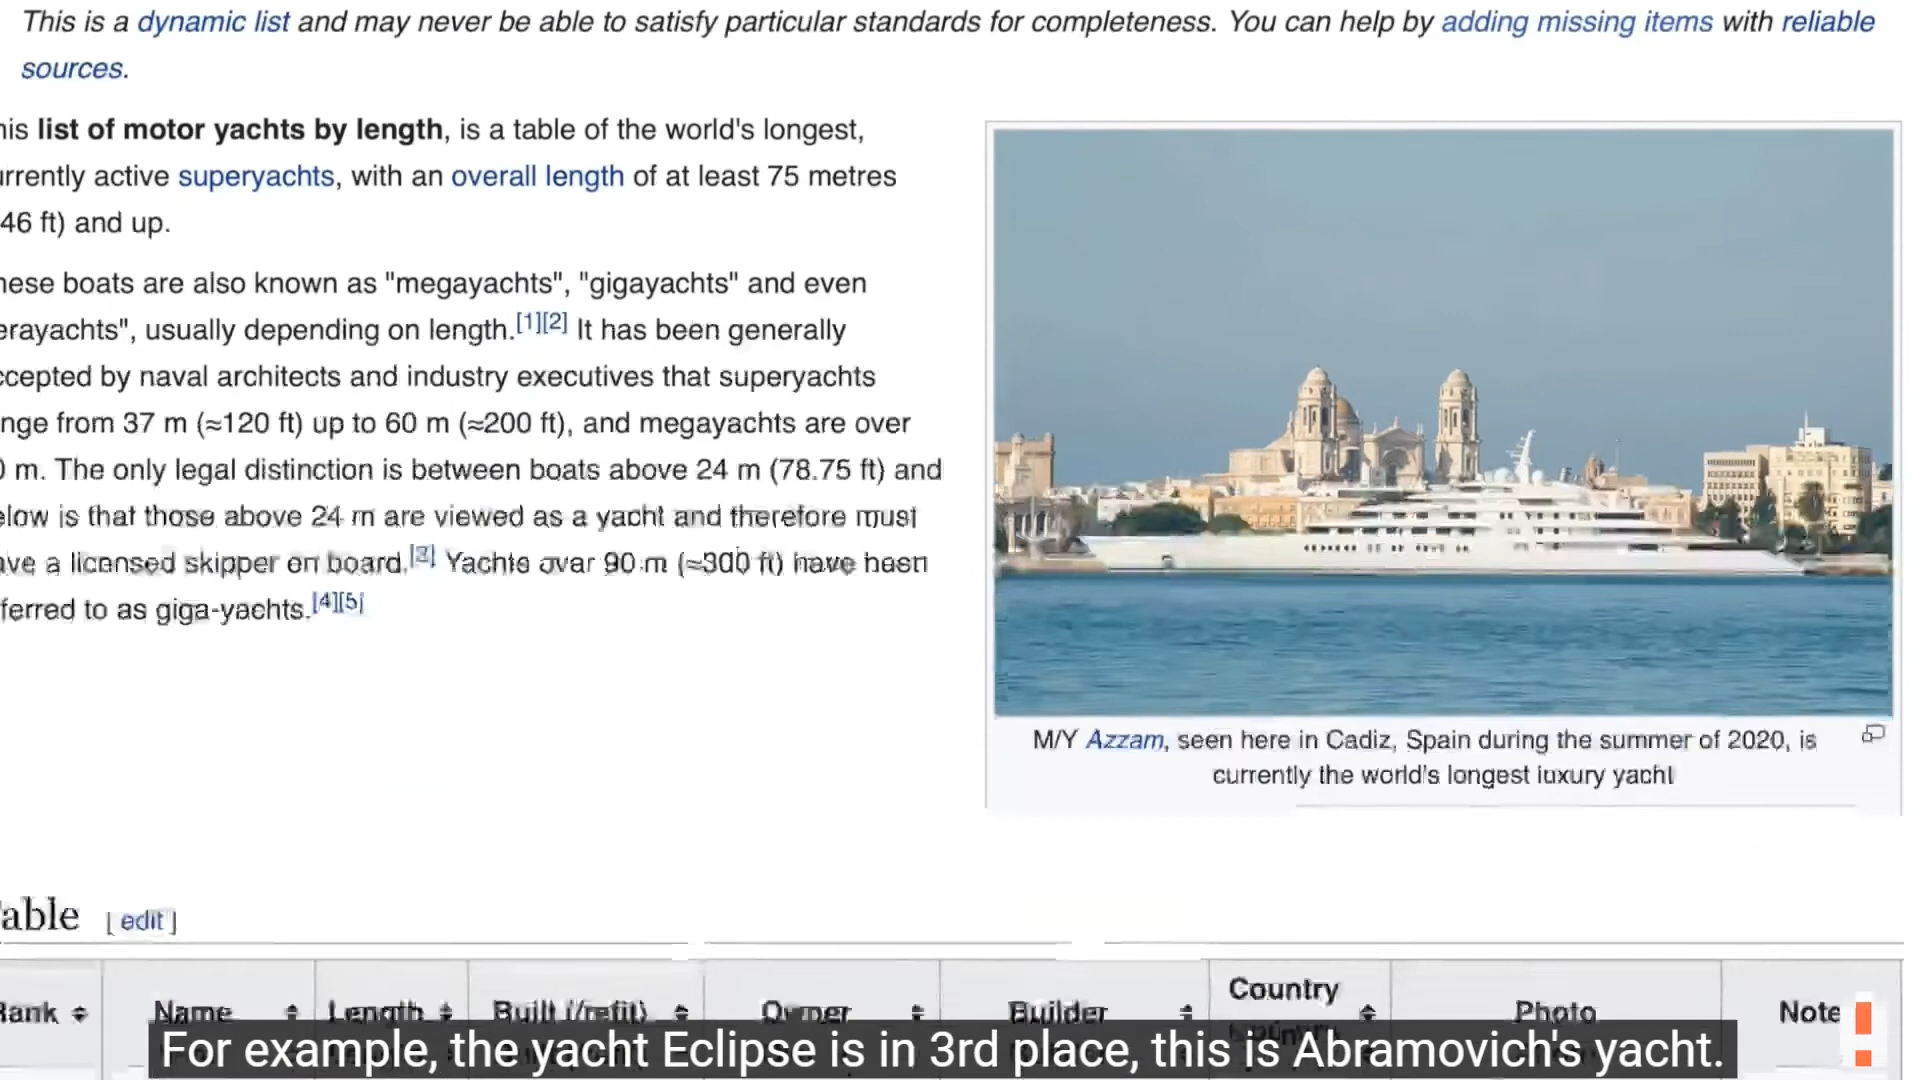 This is a dynamic list and may never be able to satisfy particular standards for completeness. You can help by adding missing items with reliable
sources.
his list of motor yachts by length, is a table of the world's longest,
urrently active superyachts, with an overall length of at least 75 metres
46 ft) and up.
hese boats are also known as "megayachts", "gigayachts" and even
erayachts", usually depending on length.[1][2] It has been generally
ccepted by naval architects and industry executives that superyachts
nge from 37 m (≈120 ft) up to 60 m (≈200 ft), and megayachts are over
0 m. The only legal distinction is between boats above 24 m (78.75 ft) and
elow is that those above 24 m are viewed as a yacht and therefore must
ave a licensed skipper on board.[3] Yachts over 90 m (≈300 ft) have been
ferred to as giga-yachts.[4][5]
M/Y Azzam, seen here in Cadiz, Spain during the summer of 2020, is
currently the world's longest luxury yacht
able [ edit ]
Rank Name Length Built (/refit) Owner Builder Country Photo Note
For example, the yacht Eclipse is in 3rd place, this is Abramovich's yacht.